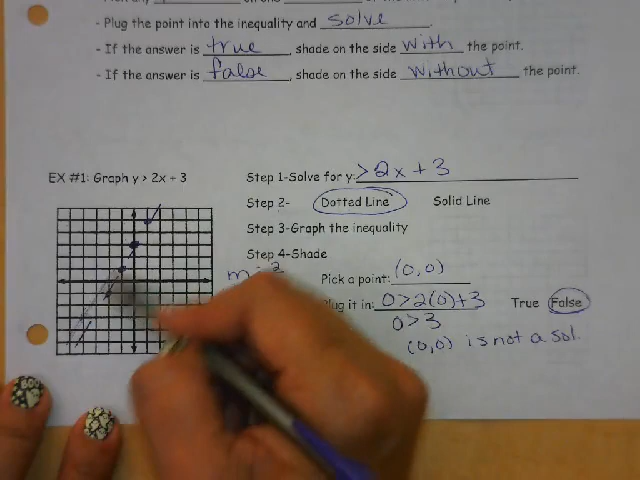 - Plug the point into the inequality and solve.
- If the answer is true, shade on the side with the point.
- If the answer is false, shade on the side without the point.
EX #1: Graph y > 2x + 3
Step 1-Solve for y: > 2x + 3
Step 2- Dotted Line Solid Line
Step 3-Graph the inequality
Step 4-Shade
m = 2
Pick a point: (0,0)
Plug it in: 0 > 2(0) + 3 True False
0 > 3
(0,0) is not a sol.